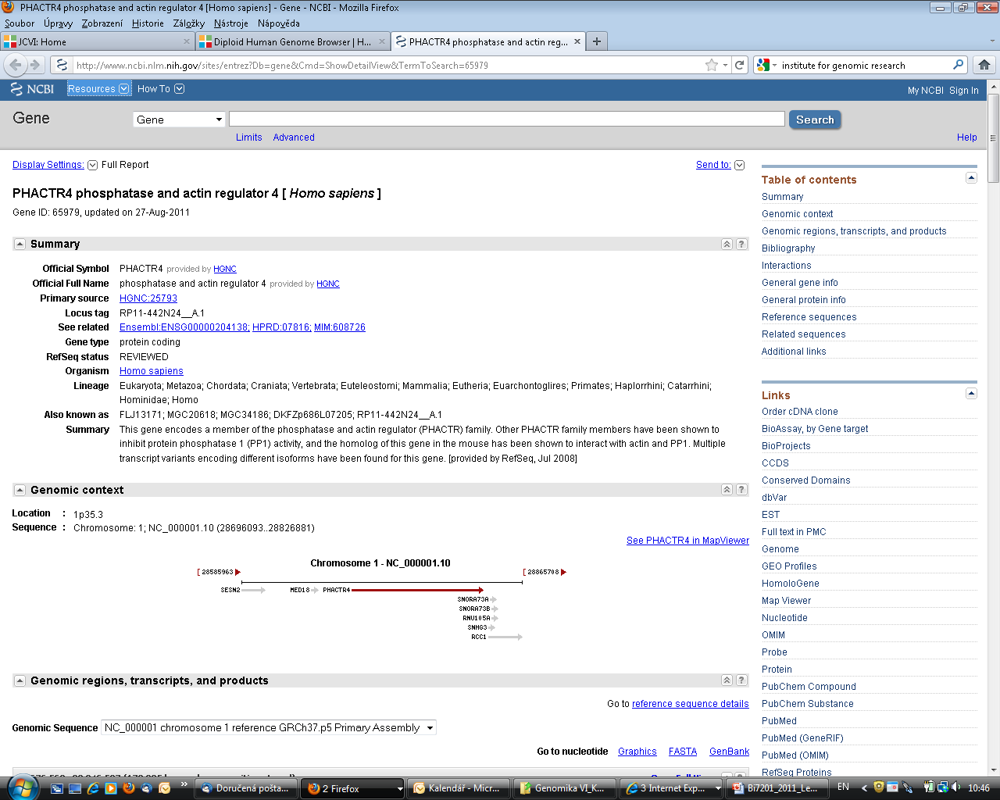 PHACTR4 phosphatase and actin regulator 4 [Homo sapiens] - Gene - NCBI - Mozilla Firefox
Soubor Úpravy Zobrazení Historie Záložky Nástroje Nápověda
JCVI: Home Diploid Human Genome Browser | H... PHACTR4 phosphatase and actin reg...
http://www.ncbi.nlm.nih.gov/sites/entrez?Db=gene&Cmd=ShowDetailView&TermToSearch=65979 institute for genomic research
NCBI Resources How To My NCBI Sign In
Gene Gene Search
Limits Advanced Help
Display Settings: Full Report Send to:
PHACTR4 phosphatase and actin regulator 4 [ Homo sapiens ]
Gene ID: 65979, updated on 27-Aug-2011
Summary
Official Symbol PHACTR4 provided by HGNC
Official Full Name phosphatase and actin regulator 4 provided by HGNC
Primary source HGNC:25793
Locus tag RP11-442N24__A.1
See related Ensembl:ENSG00000204138; HPRD:07816; MIM:608726
Gene type protein coding
RefSeq status REVIEWED
Organism Homo sapiens
Lineage Eukaryota; Metazoa; Chordata; Craniata; Vertebrata; Euteleostomi; Mammalia; Eutheria; Euarchontoglires; Primates; Haplorrhini; Catarrhini;
Hominidae; Homo
Also known as FLJ13171; MGC20618; MGC34186; DKFZp686L07205; RP11-442N24__A.1
Summary This gene encodes a member of the phosphatase and actin regulator (PHACTR) family. Other PHACTR family members have been shown to
inhibit protein phosphatase 1 (PP1) activity, and the homolog of this gene in the mouse has been shown to interact with actin and PP1. Multiple
transcript variants encoding different isoforms have been found for this gene. [provided by RefSeq, Jul 2008]
Genomic context
Location : 1p35.3
Sequence : Chromosome: 1; NC_000001.10 (28696093..28826881)
See PHACTR4 in MapViewer
Chromosome 1 - NC_000001.10
[ 28585963 [ 28865708
SESN2 MED18 PHACTR4
SNORA73A
SNORA73B
RNU105A
SNHG3
RCC1
Genomic regions, transcripts, and products
Go to reference sequence details
Genomic Sequence NC_000001 chromosome 1 reference GRCh37.p5 Primary Assembly
Go to nucleotide Graphics FASTA GenBank
Table of contents
Summary
Genomic context
Genomic regions, transcripts, and products
Bibliography
Interactions
General gene info
General protein info
Reference sequences
Related sequences
Additional links
Links
Order cDNA clone
BioAssay, by Gene target
BioProjects
CCDS
Conserved Domains
dbVar
EST
Full text in PMC
Genome
GEO Profiles
HomoloGene
Map Viewer
Nucleotide
OMIM
Probe
Protein
PubChem Compound
PubChem Substance
PubMed
PubMed (GeneRIF)
PubMed (OMIM)
RefSeq Proteins
Doručená pošta... 2 Firefox Kalendář - Micr... Genomika VI_K... 3 Internet Exp... Bi7201_2011_Le... EN 10:46